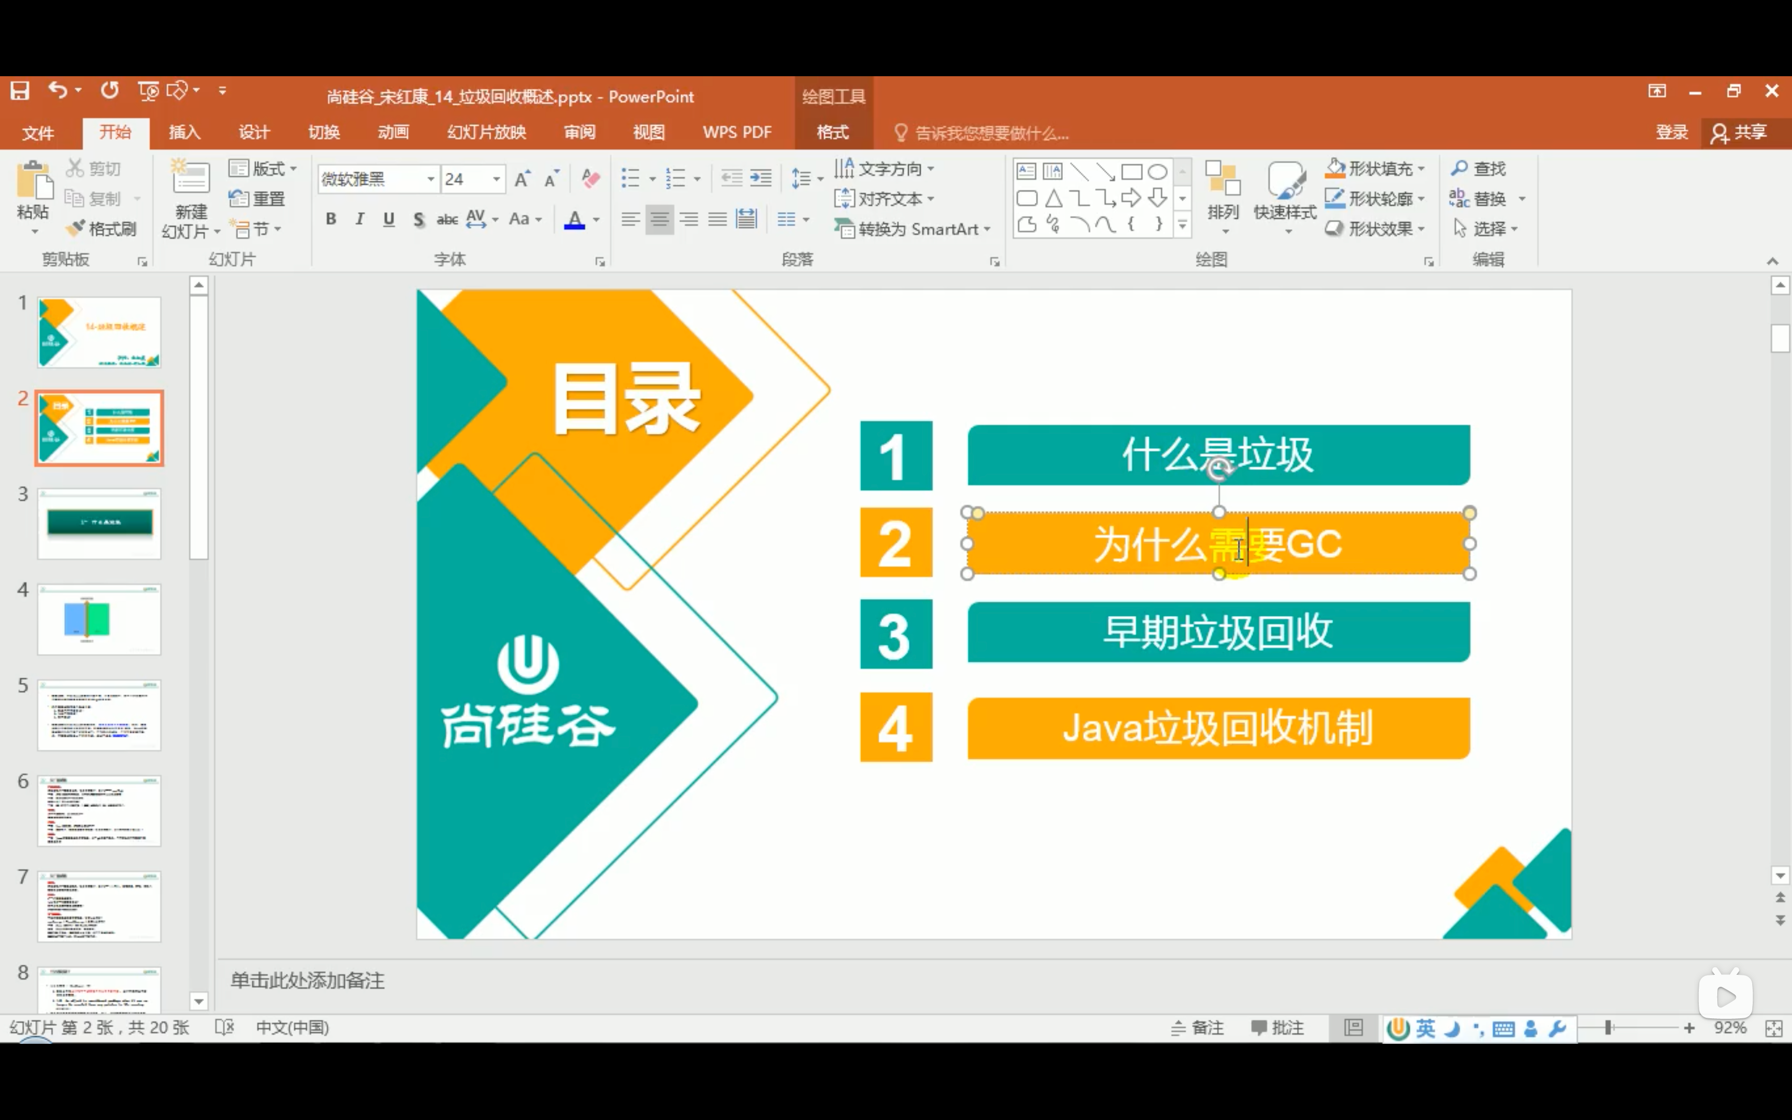 尚硅谷_宋红康_14_垃圾回收概述.pptx - PowerPoint
绘图工具
文件 开始 插入 设计 切换 动画 幻灯片放映 审阅 视图 WPS PDF 格式 告诉我您想要做什么... 登录 共享
粘贴 剪切 复制 格式刷 新建幻灯片 版式 重置 节
微软雅黑 24
B I U S abc AV Aa A
文字方向 对齐文本 转换为 SmartArt
排列 快速样式 形状填充 形状轮廓 形状效果
查找 替换 选择
剪贴板 幻灯片 字体 段落 绘图 编辑
1
2
3
4
5
6
7
8
目录
尚硅谷
1 什么是垃圾
2 为什么需要GC
3 早期垃圾回收
4 Java垃圾回收机制
单击此处添加备注
幻灯片 第 2 张，共 20 张 中文(中国) 备注 批注 英 92%